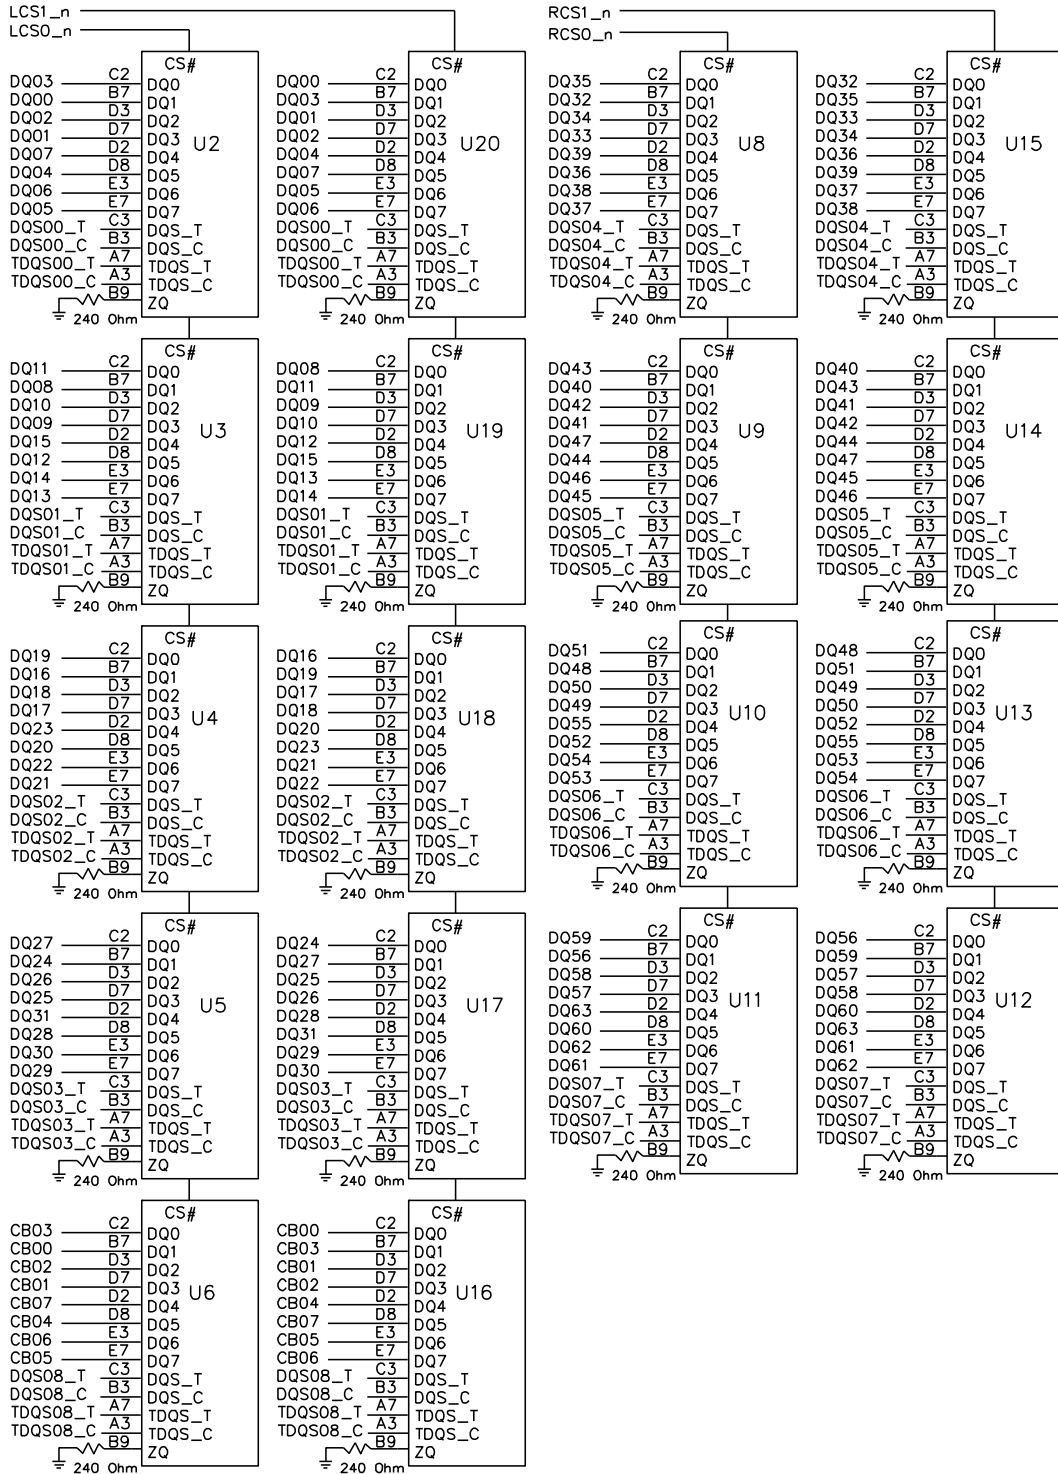 LCS1_n
LCS0_n
RCS1_n
RCS0_n
CS#
DQ03 C2 DQ0
DQ00 B7 DQ1
DQ02 D3 DQ2
DQ01 D7 DQ3
DQ07 D2 DQ4
DQ04 D8 DQ5
DQ06 E3 DQ6
DQ05 E7 DQ7
DQS00_T C3 DQS_T
DQS00_C B3 DQS_C
TDQS00_T A7 TDQS_T
TDQS00_C A3 TDQS_C
B9 ZQ
240 Ohm
U2
CS#
DQ00 C2 DQ0
DQ03 B7 DQ1
DQ01 D3 DQ2
DQ02 D7 DQ3
DQ04 D2 DQ4
DQ07 D8 DQ5
DQ05 E3 DQ6
DQ06 E7 DQ7
DQS00_T C3 DQS_T
DQS00_C B3 DQS_C
TDQS00_T A7 TDQS_T
TDQS00_C A3 TDQS_C
B9 ZQ
240 Ohm
U20
CS#
DQ35 C2 DQ0
DQ32 B7 DQ1
DQ34 D3 DQ2
DQ33 D7 DQ3
DQ39 D2 DQ4
DQ36 D8 DQ5
DQ38 E3 DQ6
DQ37 E7 DQ7
DQS04_T C3 DQS_T
DQS04_C B3 DQS_C
TDQS04_T A7 TDQS_T
TDQS04_C A3 TDQS_C
B9 ZQ
240 Ohm
U8
CS#
DQ32 C2 DQ0
DQ35 B7 DQ1
DQ33 D3 DQ2
DQ34 D7 DQ3
DQ36 D2 DQ4
DQ39 D8 DQ5
DQ37 E3 DQ6
DQ38 E7 DQ7
DQS04_T C3 DQS_T
DQS04_C B3 DQS_C
TDQS04_T A7 TDQS_T
TDQS04_C A3 TDQS_C
B9 ZQ
240 Ohm
U15
CS#
DQ11 C2 DQ0
DQ08 B7 DQ1
DQ10 D3 DQ2
DQ09 D7 DQ3
DQ15 D2 DQ4
DQ12 D8 DQ5
DQ14 E3 DQ6
DQ13 E7 DQ7
DQS01_T C3 DQS_T
DQS01_C B3 DQS_C
TDQS01_T A7 TDQS_T
TDQS01_C A3 TDQS_C
B9 ZQ
240 Ohm
U3
CS#
DQ08 C2 DQ0
DQ11 B7 DQ1
DQ09 D3 DQ2
DQ10 D7 DQ3
DQ12 D2 DQ4
DQ15 D8 DQ5
DQ13 E3 DQ6
DQ14 E7 DQ7
DQS01_T C3 DQS_T
DQS01_C B3 DQS_C
TDQS01_T A7 TDQS_T
TDQS01_C A3 TDQS_C
B9 ZQ
240 Ohm
U19
CS#
DQ43 C2 DQ0
DQ40 B7 DQ1
DQ42 D3 DQ2
DQ41 D7 DQ3
DQ47 D2 DQ4
DQ44 D8 DQ5
DQ46 E3 DQ6
DQ45 E7 DQ7
DQS05_T C3 DQS_T
DQS05_C B3 DQS_C
TDQS05_T A7 TDQS_T
TDQS05_C A3 TDQS_C
B9 ZQ
240 Ohm
U9
CS#
DQ40 C2 DQ0
DQ43 B7 DQ1
DQ41 D3 DQ2
DQ42 D7 DQ3
DQ44 D2 DQ4
DQ47 D8 DQ5
DQ45 E3 DQ6
DQ46 E7 DQ7
DQS05_T C3 DQS_T
DQS05_C B3 DQS_C
TDQS05_T A7 TDQS_T
TDQS05_C A3 TDQS_C
B9 ZQ
240 Ohm
U14
CS#
DQ19 C2 DQ0
DQ16 B7 DQ1
DQ18 D3 DQ2
DQ17 D7 DQ3
DQ23 D2 DQ4
DQ20 D8 DQ5
DQ22 E3 DQ6
DQ21 E7 DQ7
DQS02_T C3 DQS_T
DQS02_C B3 DQS_C
TDQS02_T A7 TDQS_T
TDQS02_C A3 TDQS_C
B9 ZQ
240 Ohm
U4
CS#
DQ16 C2 DQ0
DQ19 B7 DQ1
DQ17 D3 DQ2
DQ18 D7 DQ3
DQ20 D2 DQ4
DQ23 D8 DQ5
DQ21 E3 DQ6
DQ22 E7 DQ7
DQS02_T C3 DQS_T
DQS02_C B3 DQS_C
TDQS02_T A7 TDQS_T
TDQS02_C A3 TDQS_C
B9 ZQ
240 Ohm
U18
CS#
DQ51 C2 DQ0
DQ48 B7 DQ1
DQ50 D3 DQ2
DQ49 D7 DQ3
DQ55 D2 DQ4
DQ52 D8 DQ5
DQ54 E3 DQ6
DQ53 E7 DQ7
DQS06_T C3 DQS_T
DQS06_C B3 DQS_C
TDQS06_T A7 TDQS_T
TDQS06_C A3 TDQS_C
B9 ZQ
240 Ohm
U10
CS#
DQ48 C2 DQ0
DQ51 B7 DQ1
DQ49 D3 DQ2
DQ50 D7 DQ3
DQ52 D2 DQ4
DQ55 D8 DQ5
DQ53 E3 DQ6
DQ54 E7 DQ7
DQS06_T C3 DQS_T
DQS06_C B3 DQS_C
TDQS06_T A7 TDQS_T
TDQS06_C A3 TDQS_C
B9 ZQ
240 Ohm
U13
CS#
DQ27 C2 DQ0
DQ24 B7 DQ1
DQ26 D3 DQ2
DQ25 D7 DQ3
DQ31 D2 DQ4
DQ28 D8 DQ5
DQ30 E3 DQ6
DQ29 E7 DQ7
DQS03_T C3 DQS_T
DQS03_C B3 DQS_C
TDQS03_T A7 TDQS_T
TDQS03_C A3 TDQS_C
B9 ZQ
240 Ohm
U5
CS#
DQ24 C2 DQ0
DQ27 B7 DQ1
DQ25 D3 DQ2
DQ26 D7 DQ3
DQ28 D2 DQ4
DQ31 D8 DQ5
DQ29 E3 DQ6
DQ30 E7 DQ7
DQS03_T C3 DQS_T
DQS03_C B3 DQS_C
TDQS03_T A7 TDQS_T
TDQS03_C A3 TDQS_C
B9 ZQ
240 Ohm
U17
CS#
DQ59 C2 DQ0
DQ56 B7 DQ1
DQ58 D3 DQ2
DQ57 D7 DQ3
DQ63 D2 DQ4
DQ60 D8 DQ5
DQ62 E3 DQ6
DQ61 E7 DQ7
DQS07_T C3 DQS_T
DQS07_C B3 DQS_C
TDQS07_T A7 TDQS_T
TDQS07_C A3 TDQS_C
B9 ZQ
240 Ohm
U11
CS#
DQ56 C2 DQ0
DQ59 B7 DQ1
DQ57 D3 DQ2
DQ58 D7 DQ3
DQ60 D2 DQ4
DQ63 D8 DQ5
DQ61 E3 DQ6
DQ62 E7 DQ7
DQS07_T C3 DQS_T
DQS07_C B3 DQS_C
TDQS07_T A7 TDQS_T
TDQS07_C A3 TDQS_C
B9 ZQ
240 Ohm
U12
CS#
CB03 C2 DQ0
CB00 B7 DQ1
CB02 D3 DQ2
CB01 D7 DQ3
CB07 D2 DQ4
CB04 D8 DQ5
CB06 E3 DQ6
CB05 E7 DQ7
DQS08_T C3 DQS_T
DQS08_C B3 DQS_C
TDQS08_T A7 TDQS_T
TDQS08_C A3 TDQS_C
B9 ZQ
240 Ohm
U6
CS#
CB00 C2 DQ0
CB03 B7 DQ1
CB01 D3 DQ2
CB02 D7 DQ3
CB04 D2 DQ4
CB07 D8 DQ5
CB05 E3 DQ6
CB06 E7 DQ7
DQS08_T C3 DQS_T
DQS08_C B3 DQS_C
TDQS08_T A7 TDQS_T
TDQS08_C A3 TDQS_C
B9 ZQ
240 Ohm
U16